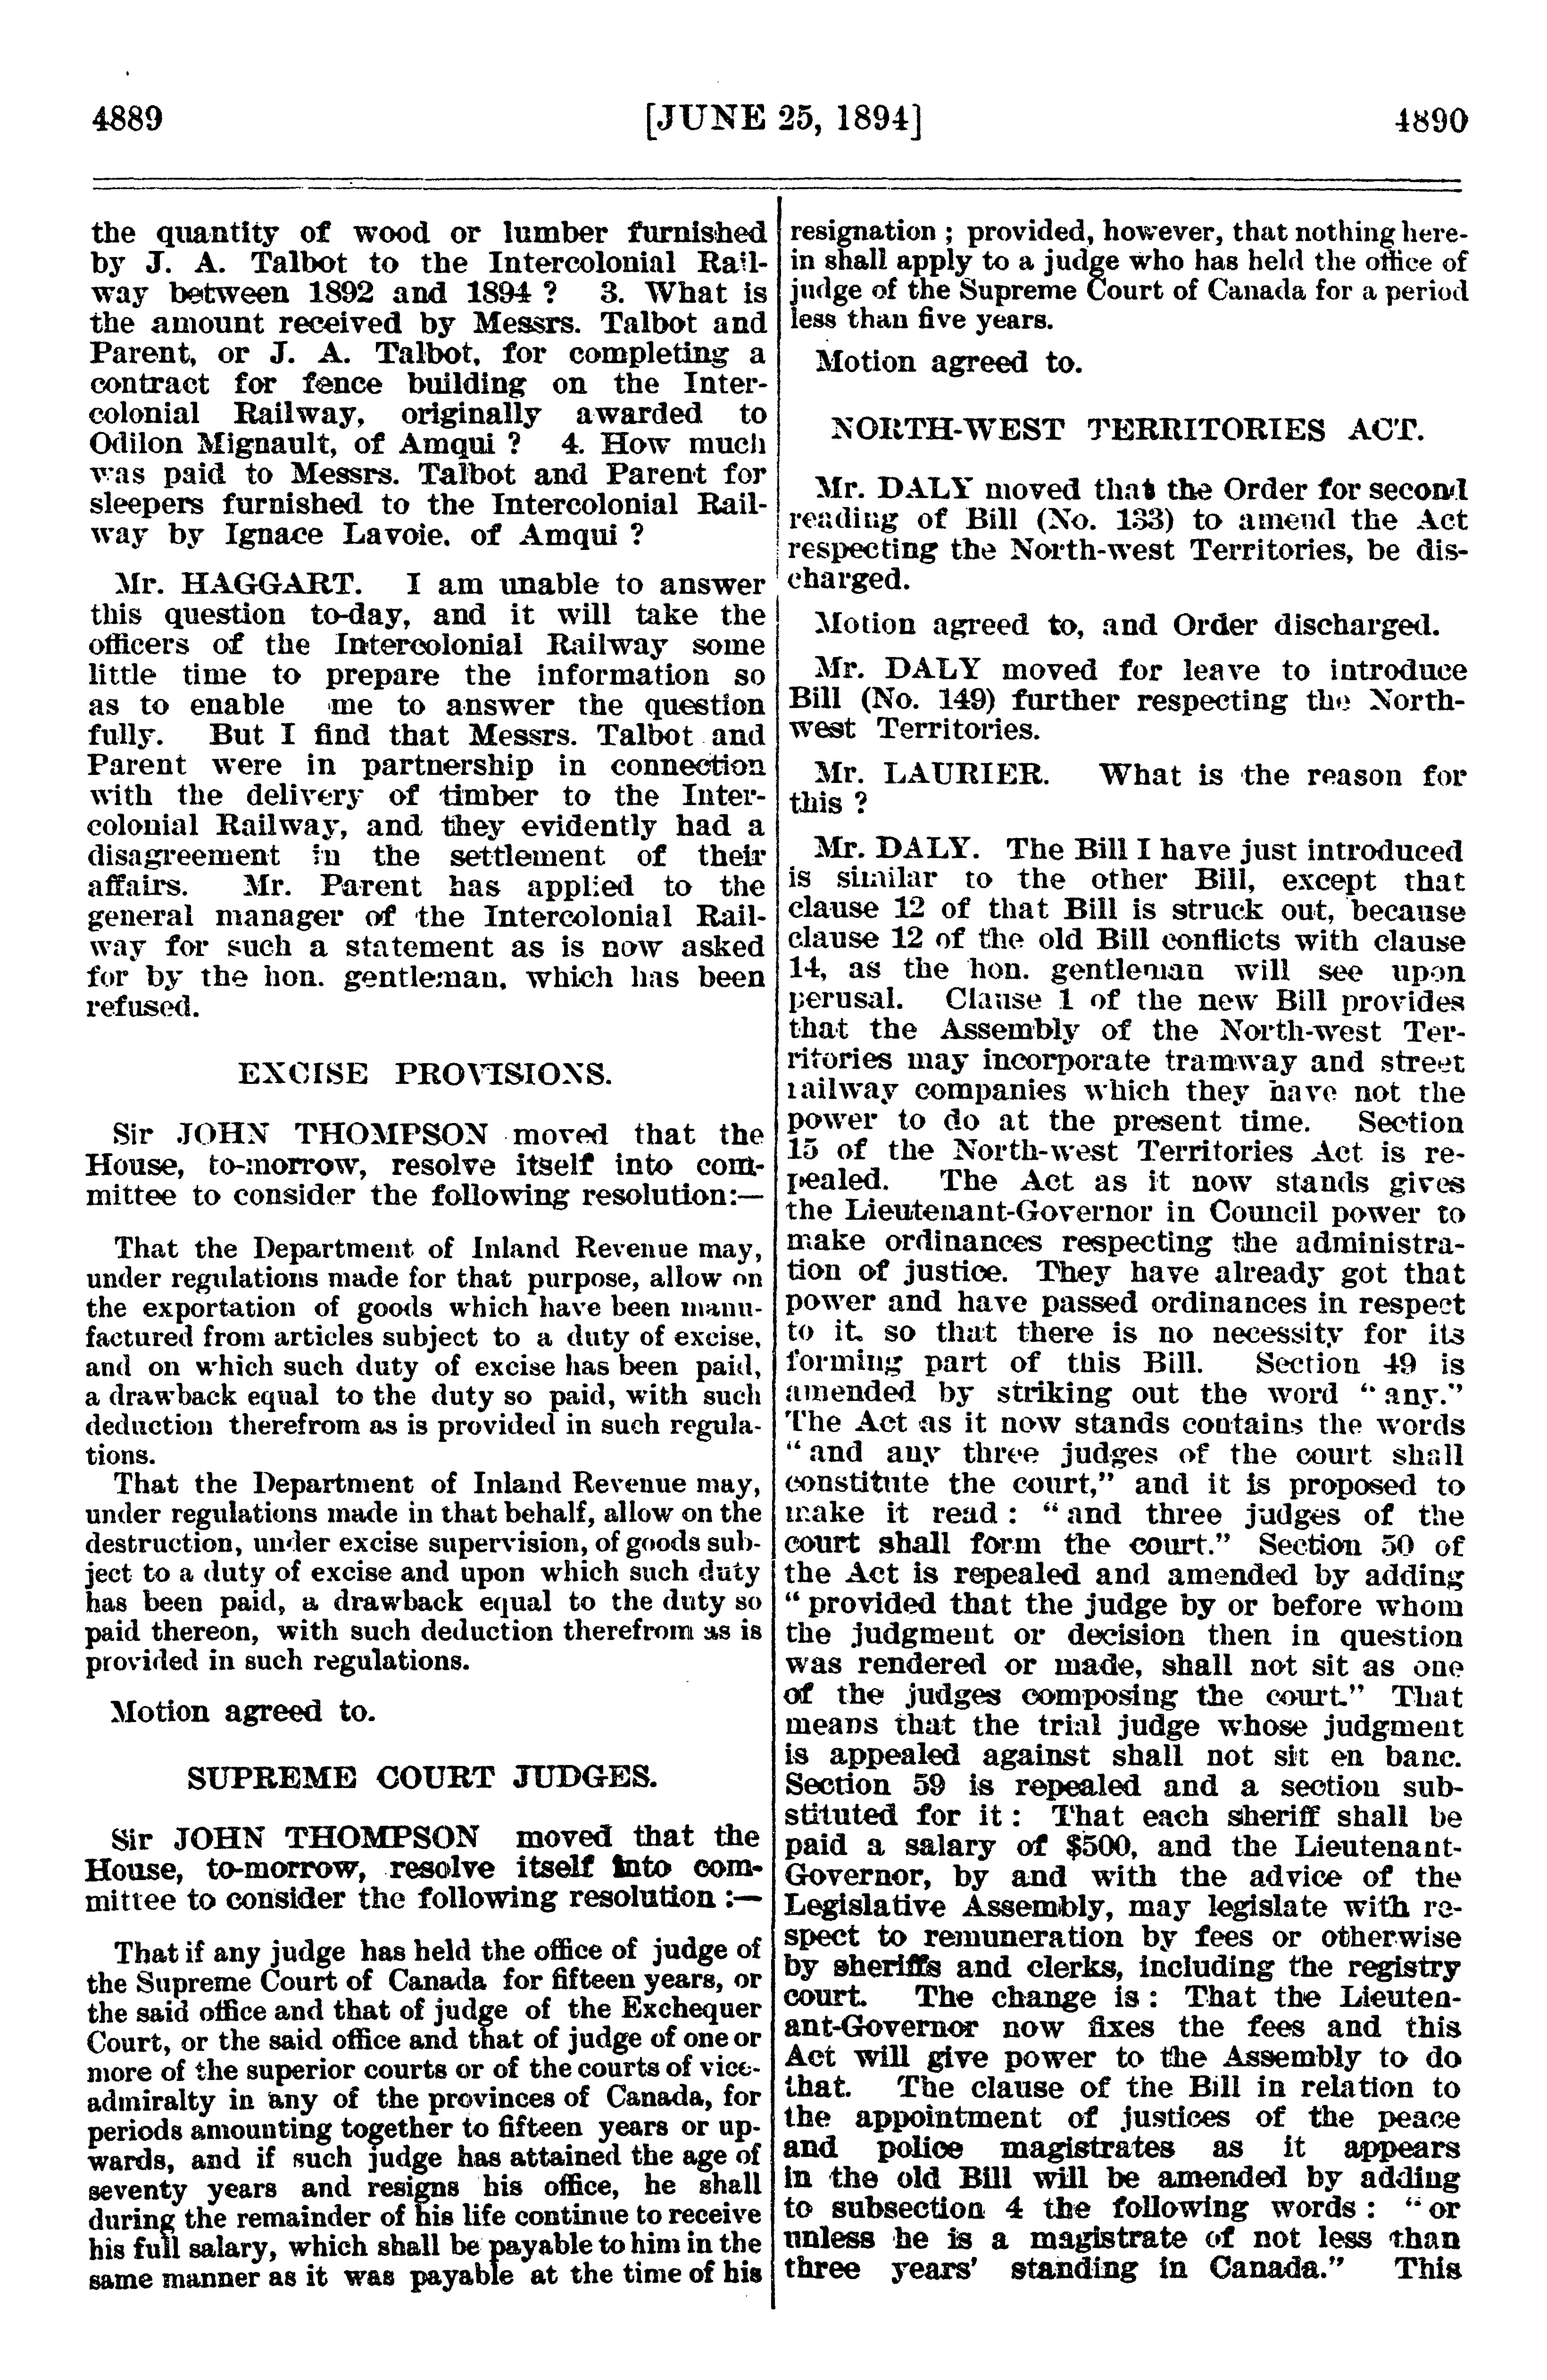 4889
[JUNE 25, 1894]
4890
the quantity of wood or lumber furnished
by J. A. Talbot to the Intercolonial Rail-
way between 1892 and 1894 ? 3. What is
the amount received by Messrs. Talbot and
Parent, or J. A. Talbot, for completing a
contract for fence building on the Inter-
colonial Railway, originally awarded to
Odilon Mignault, of Amqui ? 4. How much
was paid to Messrs. Talbot and Parent for
sleepers furnished to the Intercolonial Rail-
way by Ignace Lavoie, of Amqui ?
Mr. HAGGART. I am unable to answer
this question to-day, and it will take the
officers of the Intercolonial Railway some
little time to prepare the information so
as to enable me to answer the question
fully. But I find that Messrs. Talbot and
Parent were in partnership in connection
with the delivery of timber to the Inter-
colonial Railway, and they evidently had a
disagreement in the settlement of their
affairs. Mr. Parent has applied to the
general manager of the Intercolonial Rail-
way for such a statement as is now asked
for by the hon. gentleman, which has been
refused.
EXCISE PROVISIONS.
Sir JOHN THOMPSON moved that the
House, to-morrow, resolve itself into com-
mittee to consider the following resolution:—
That the Department of Inland Revenue may,
under regulations made for that purpose, allow on
the exportation of goods which have been manu-
factured from articles subject to a duty of excise,
and on which such duty of excise has been paid,
a drawback equal to the duty so paid, with such
deduction therefrom as is provided in such regula-
tions.
That the Department of Inland Revenue may,
under regulations made in that behalf, allow on the
destruction, under excise supervision, of goods sub-
ject to a duty of excise and upon which such duty
has been paid, a drawback equal to the duty so
paid thereon, with such deduction therefrom as is
provided in such regulations.
Motion agreed to.
SUPREME COURT JUDGES.
Sir JOHN THOMPSON moved that the
House, to-morrow, resolve itself into com-
mittee to consider the following resolution :—
That if any judge has held the office of judge of
the Supreme Court of Canada for fifteen years, or
the said office and that of judge of the Exchequer
Court, or the said office and that of judge of one or
more of the superior courts or of the courts of vice-
admiralty in any of the provinces of Canada, for
periods amounting together to fifteen years or up-
wards, and if such judge has attained the age of
seventy years and resigns his office, he shall
during the remainder of his life continue to receive
his full salary, which shall be payable to him in the
same manner as it was payable at the time of his
resignation ; provided, however, that nothing here-
in shall apply to a judge who has held the office of
judge of the Supreme Court of Canada for a period
less than five years.
Motion agreed to.
NORTH-WEST TERRITORIES ACT.
Mr. DALY moved that the Order for second
reading of Bill (No. 133) to amend the Act
respecting the North-west Territories, be dis-
charged.
Motion agreed to, and Order discharged.
Mr. DALY moved for leave to introduce
Bill (No. 149) further respecting the North-
west Territories.
Mr. LAURIER. What is the reason for
this ?
Mr. DALY. The Bill I have just introduced
is similar to the other Bill, except that
clause 12 of that Bill is struck out, because
clause 12 of the old Bill conflicts with clause
14, as the hon. gentleman will see upon
perusal. Clause 1 of the new Bill provides
that the Assembly of the North-west Ter-
ritories may incorporate tramway and street
railway companies which they have not the
power to do at the present time. Section
15 of the North-west Territories Act is re-
pealed. The Act as it now stands gives
the Lieutenant-Governor in Council power to
make ordinances respecting the administra-
tion of justice. They have already got that
power and have passed ordinances in respect
to it, so that there is no necessity for its
forming part of this Bill. Section 49 is
amended by striking out the word “ any.”
The Act as it now stands contains the words
“ and any three judges of the court shall
constitute the court,” and it is proposed to
make it read : “ and three judges of the
court shall form the court.” Section 50 of
the Act is repealed and amended by adding
“ provided that the judge by or before whom
the judgment or decision then in question
was rendered or made, shall not sit as one
of the judges composing the court.” That
means that the trial judge whose judgment
is appealed against shall not sit en banc.
Section 59 is repealed and a section sub-
stituted for it : That each sheriff shall be
paid a salary of $500, and the Lieutenant-
Governor, by and with the advice of the
Legislative Assembly, may legislate with re-
spect to remuneration by fees or otherwise
by sheriffs and clerks, including the registry
court. The change is : That the Lieuten-
ant-Governor now fixes the fees and this
Act will give power to the Assembly to do
that. The clause of the Bill in relation to
the appointment of justices of the peace
and police magistrates as it appears
in the old Bill will be amended by adding
to subsection 4 the following words : “ or
unless he is a magistrate of not less than
three years’ standing in Canada.” This